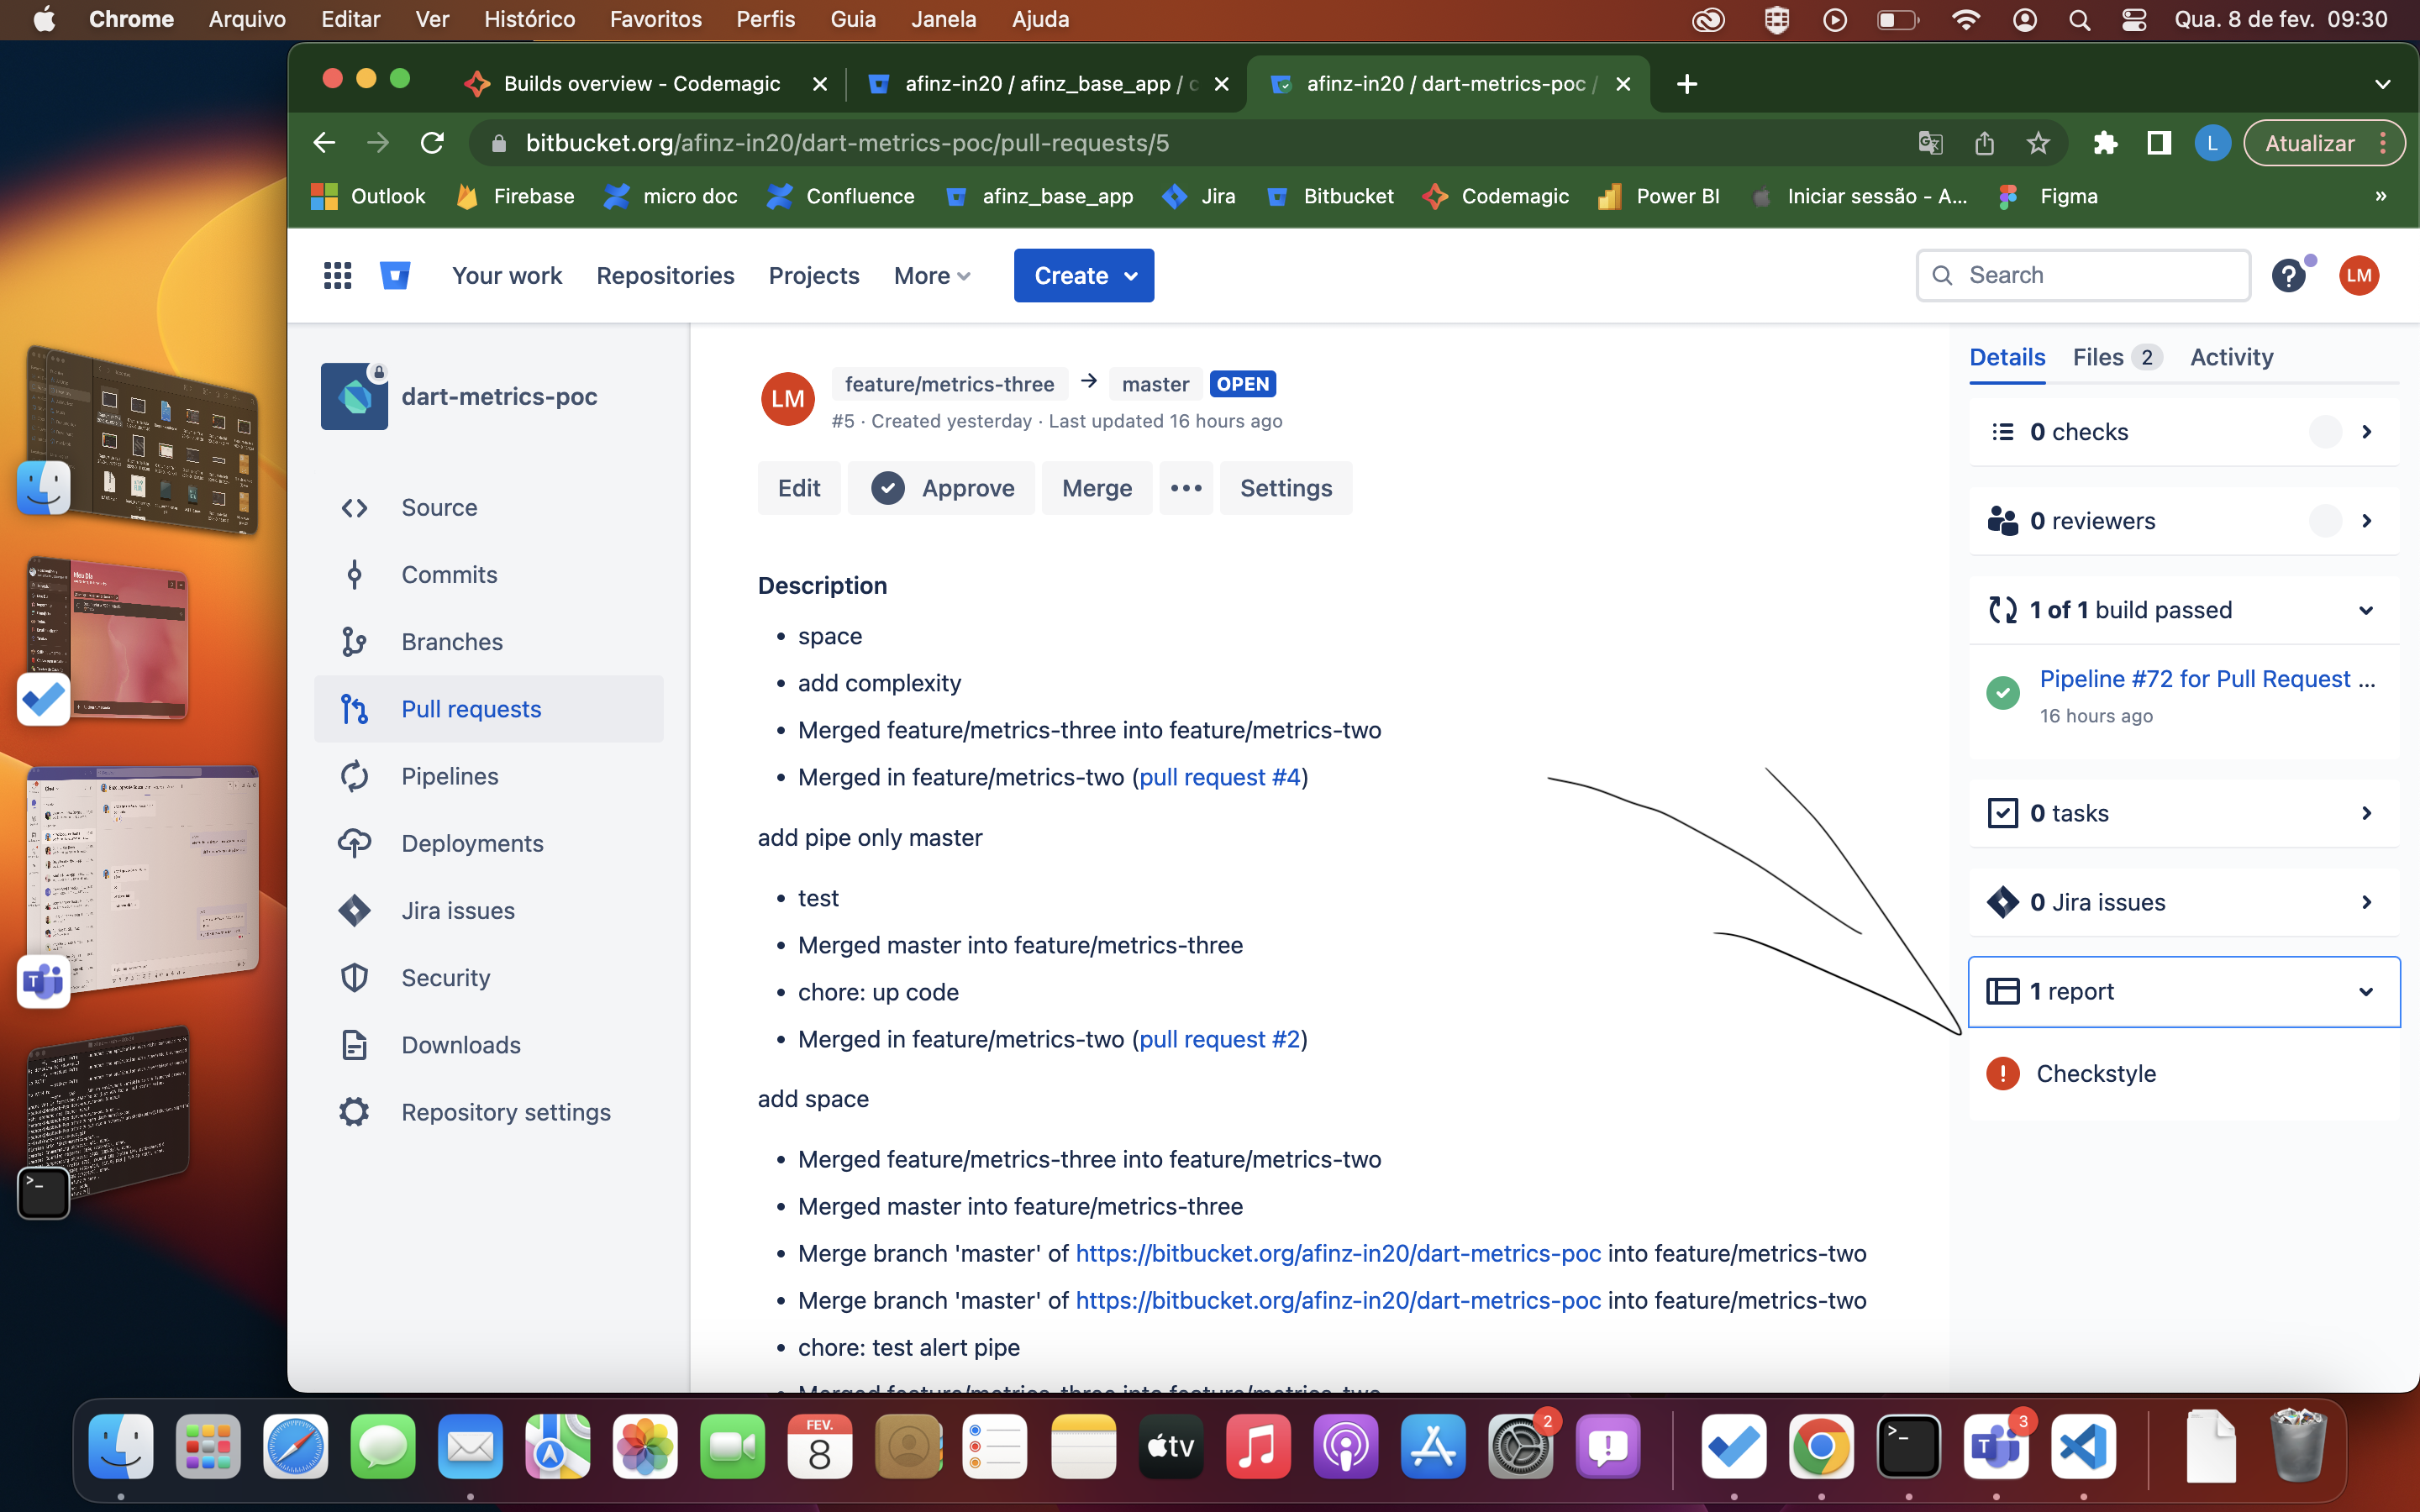 Chrome Arquivo Editar Ver Histórico Favoritos Perfis Guia Janela Ajuda Qua. 8 de fev. 09:30
Builds overview - Codemagic
afinz-in20 / afinz_base_app /
afinz-in20 / dart-metrics-poc /
bitbucket.org/afinz-in20/dart-metrics-poc/pull-requests/5
L
Atualizar
Outlook Firebase micro doc Confluence afinz_base_app Jira Bitbucket Codemagic Power BI Iniciar sessão - A... Figma »
Your work Repositories Projects More Create
Search
LM
dart-metrics-poc
Source
Commits
Branches
Pull requests
Pipelines
Deployments
Jira issues
Security
Downloads
Repository settings
LM
feature/metrics-three → master OPEN
#5 · Created yesterday · Last updated 16 hours ago
Edit Approve Merge ••• Settings
Description
• space
• add complexity
• Merged feature/metrics-three into feature/metrics-two
• Merged in feature/metrics-two (pull request #4)
add pipe only master
• test
• Merged master into feature/metrics-three
• chore: up code
• Merged in feature/metrics-two (pull request #2)
add space
• Merged feature/metrics-three into feature/metrics-two
• Merged master into feature/metrics-three
• Merge branch 'master' of https://bitbucket.org/afinz-in20/dart-metrics-poc into feature/metrics-two
• Merge branch 'master' of https://bitbucket.org/afinz-in20/dart-metrics-poc into feature/metrics-two
• chore: test alert pipe
• Merged feature/metrics-three into feature/metrics-two
Details Files 2 Activity
0 checks
0 reviewers
1 of 1 build passed
Pipeline #72 for Pull Request ...
16 hours ago
0 tasks
0 Jira issues
1 report
Checkstyle
FEV.
8
tv
2
3